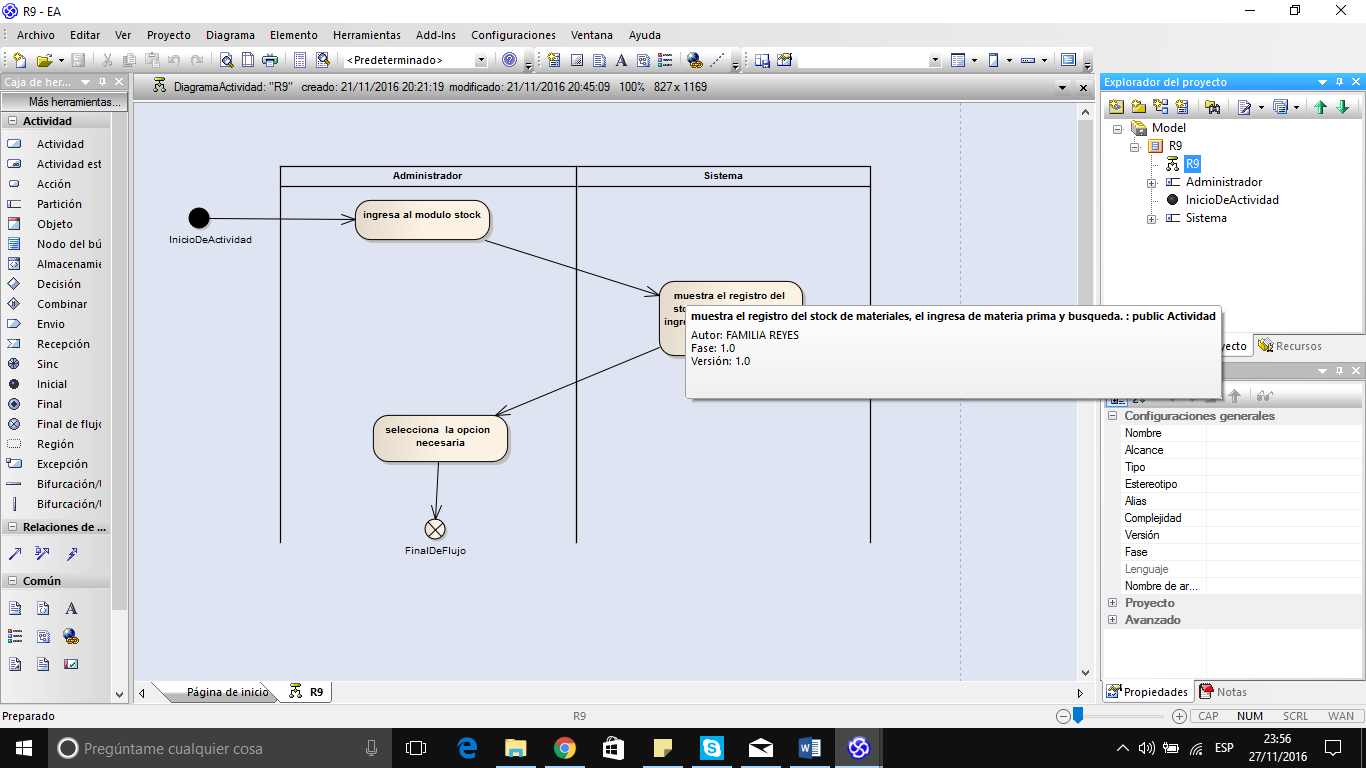 R9 - EA
Archivo Editar Ver Proyecto Diagrama Elemento Herramientas Add-Ins Configuraciones Ventana Ayuda
<Predeterminado>
Caja de her...
Más herramientas...
Actividad
Actividad
Actividad est
Acción
Partición
Objeto
Nodo del bú
Almacenamie
Decisión
Combinar
Envio
Recepción
Sinc
Inicial
Final
Final de flujo
Región
Excepción
Bifurcación/U
Bifurcación/U
Relaciones de ...
Común
DiagramaActividad: "R9" creado: 21/11/2016 20:21:19 modificado: 21/11/2016 20:45:09 100% 827 x 1169
Administrador Sistema
InicioDeActividad
ingresa al modulo stock
muestra el registro del
muestra el registro del stock de materiales, el ingresa de materia prima y busqueda. : public Actividad
Autor: FAMILIA REYES
Fase: 1.0
Versión: 1.0
selecciona la opcion
necesaria
FinalDeFlujo
Página de inicio R9
Explorador del proyecto
Model
R9
R9
Administrador
InicioDeActividad
Sistema
yecto Recursos
Configuraciones generales
Nombre
Alcance
Tipo
Estereotipo
Alias
Complejidad
Versión
Fase
Lenguaje
Nombre de ar...
Proyecto
Avanzado
Propiedades Notas
Preparado R9 CAP NUM SCRL WAN
Pregúntame cualquier cosa
ESP
23:56
27/11/2016